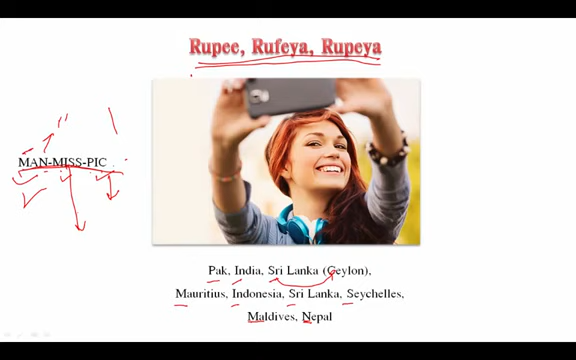 Rupee, Rufeya, Rupeya
MAN-MISS-PIC
Pak, India, Sri Lanka (Ceylon),
Mauritius, Indonesia, Sri Lanka, Seychelles,
Maldives, Nepal